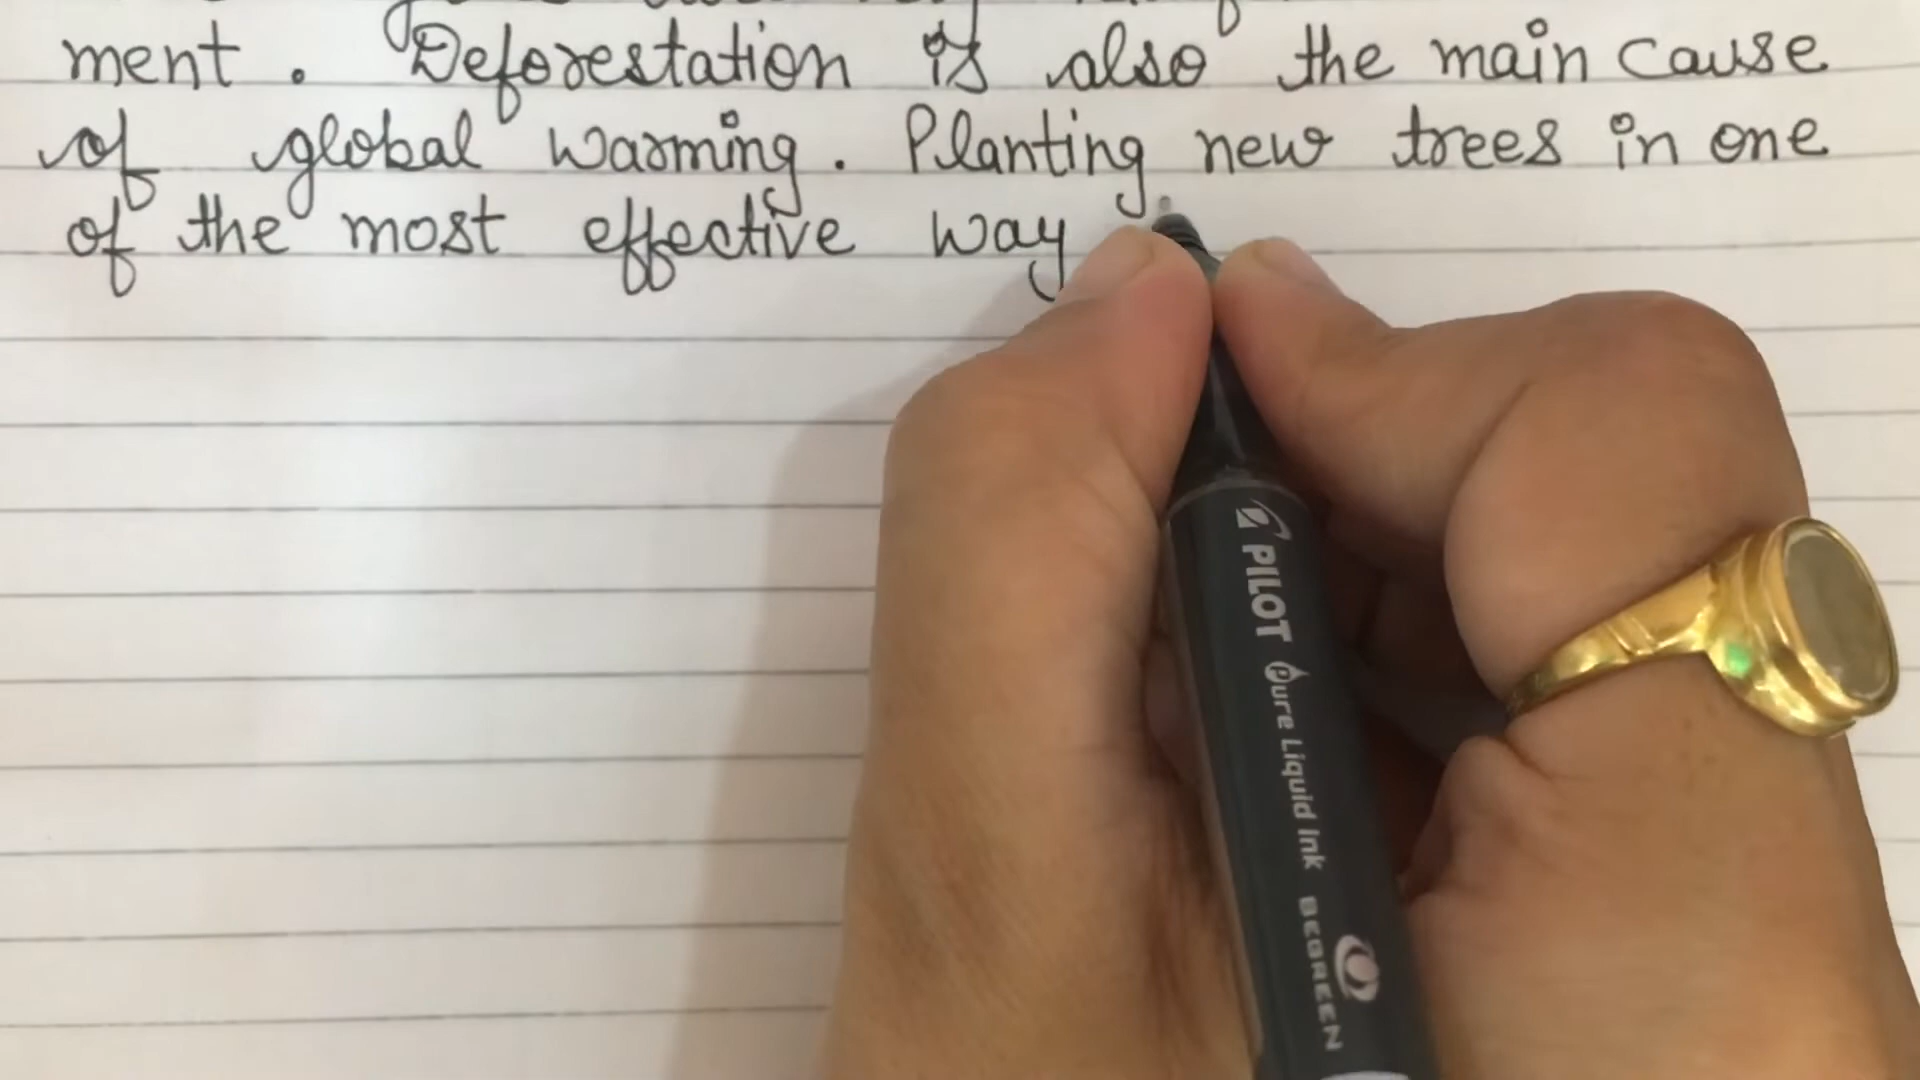 ment. Deforestation is also the main cause
of global warming. Planting new trees in one
of the most effective way
PILOT Pure Liquid Ink BEGREEN